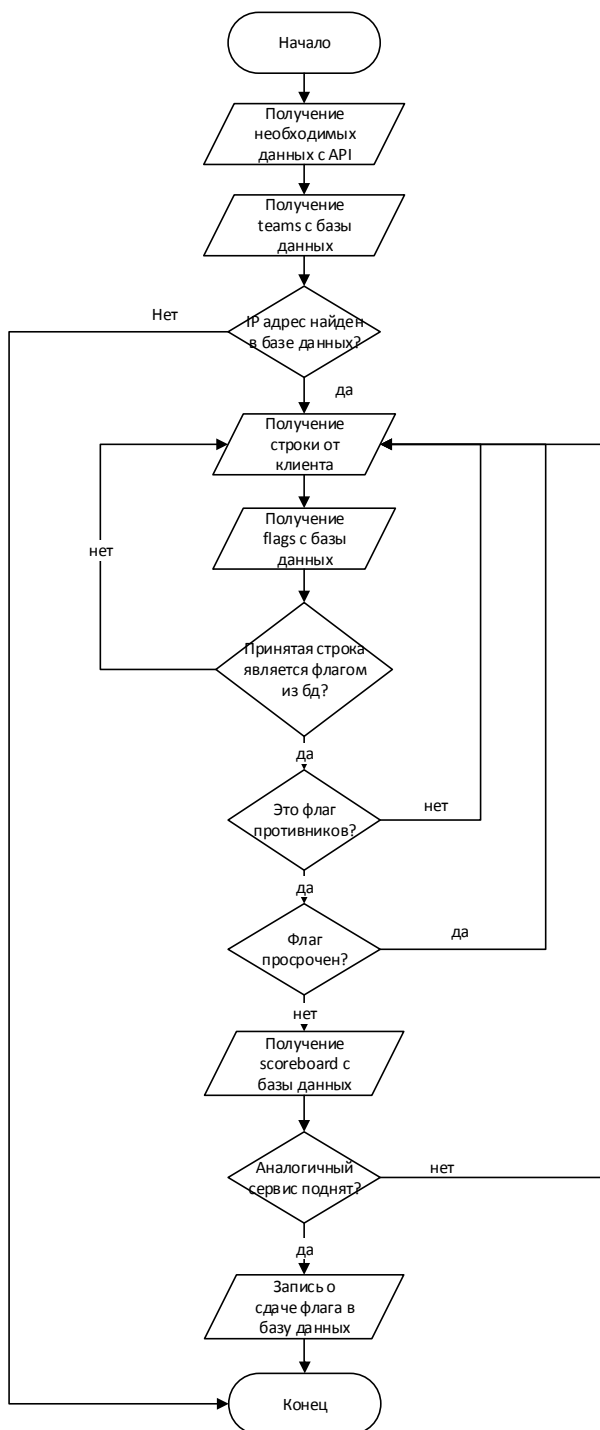 Начало
Получение
необходимых
данных с API
Получение
teams с базы
данных
Нет
IP адрес найден
в базе данных?
да
Получение
строки от
клиента
Получение
flags с базы
данных
нет
Принятая строка
является флагом
из бд?
да
Это флаг
противников?
нет
да
Флаг
просрочен?
да
нет
Получение
scoreboard с
базы данных
Аналогичный
сервис поднят?
нет
да
Запись о
сдаче флага в
базу данных
Конец